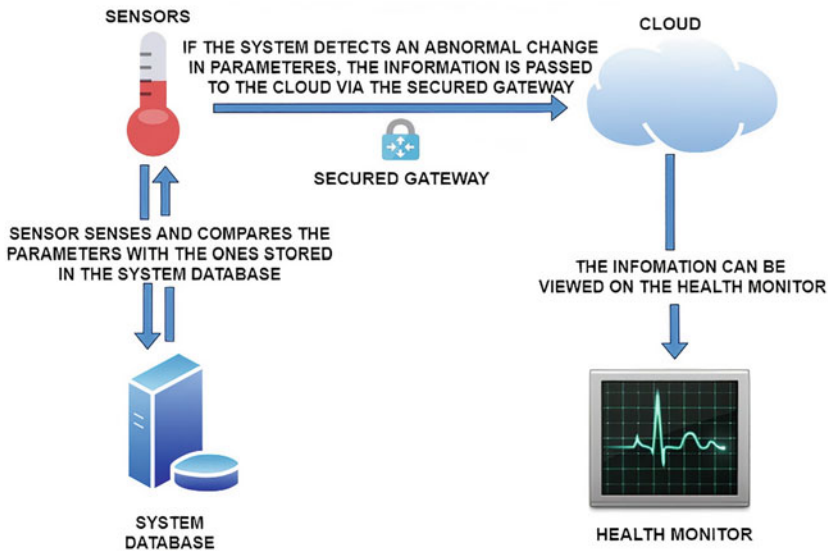 SENSORS
IF THE SYSTEM DETECTS AN ABNORMAL CHANGE
IN PARAMETERES, THE INFORMATION IS PASSED
TO THE CLOUD VIA THE SECURED GATEWAY
CLOUD
SECURED GATEWAY
SENSOR SENSES AND COMPARES THE
PARAMETERS WITH THE ONES STORED
IN THE SYSTEM DATABASE
THE INFOMATION CAN BE
VIEWED ON THE HEALTH MONITOR
SYSTEM
DATABASE
HEALTH MONITOR